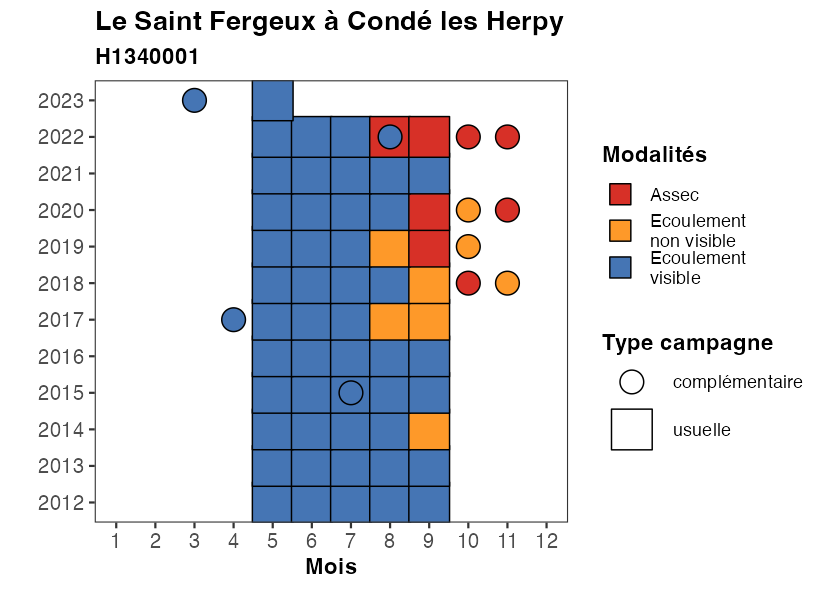 Le Saint Fergeux à Condé les Herpy
H1340001
2023
2022
2021
2020
2019
2018
2017
2016
2015
2014
2013
2012
1 2 3 4 5 6 7 8 9 10 11 12
Mois
Modalités
Assec
Ecoulement
non visible
Ecoulement
visible
Type campagne
complémentaire
usuelle